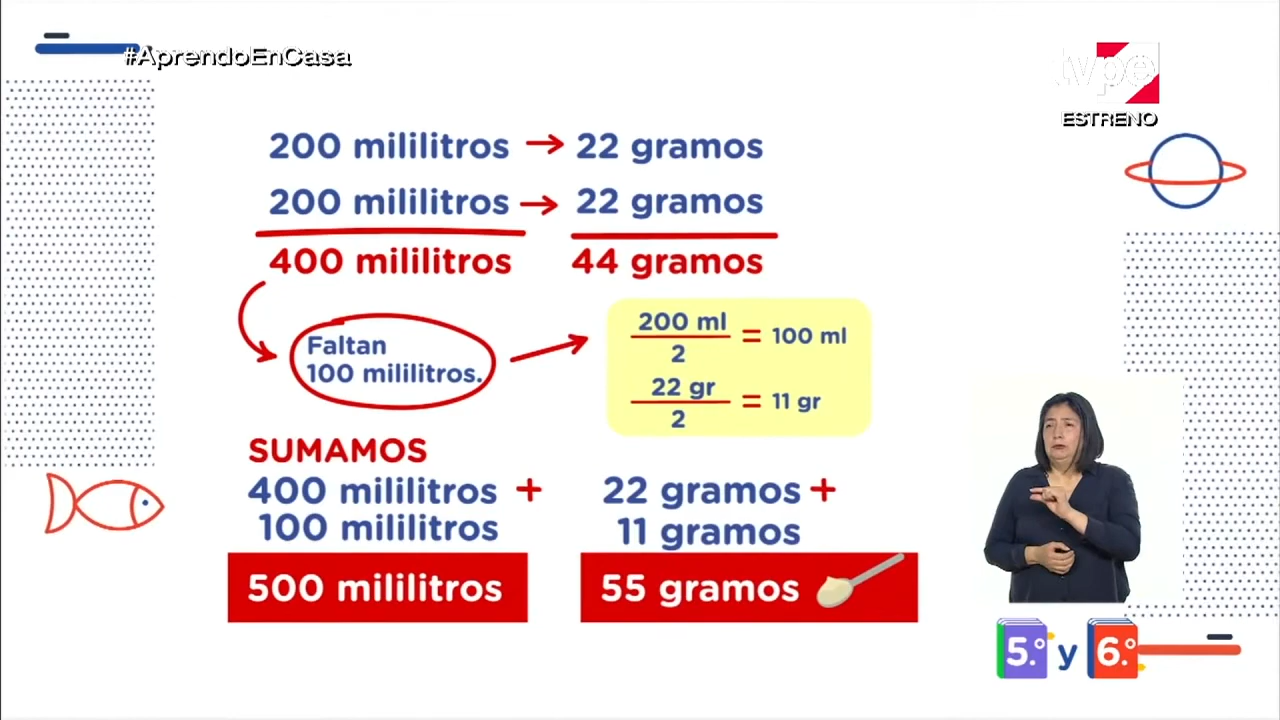 #AprendoEnCasa
tvpe
ESTRENO
200 mililitros → 22 gramos
200 mililitros → 22 gramos
400 mililitros 44 gramos
Faltan
100 mililitros.
200 ml / 2 = 100 ml
22 gr / 2 = 11 gr
SUMAMOS
400 mililitros + 22 gramos +
100 mililitros 11 gramos
500 mililitros 55 gramos
5.° y 6.°